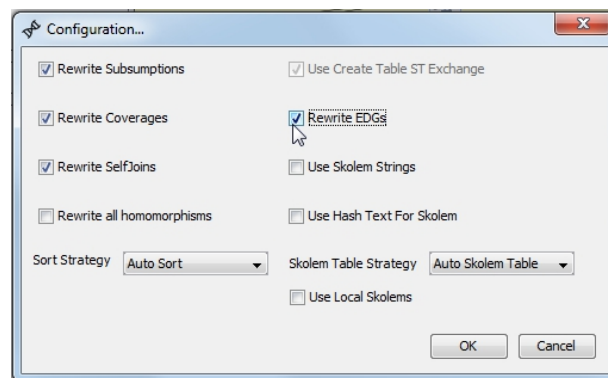 Configuration...
Rewrite Subsumptions
Use Create Table ST Exchange
Rewrite Coverages
Rewrite EDGs
Rewrite SelfJoins
Use Skolem Strings
Rewrite all homomorphisms
Use Hash Text For Skolem
Sort Strategy
Auto Sort
Skolem Table Strategy
Auto Skolem Table
Use Local Skolems
OK
Cancel